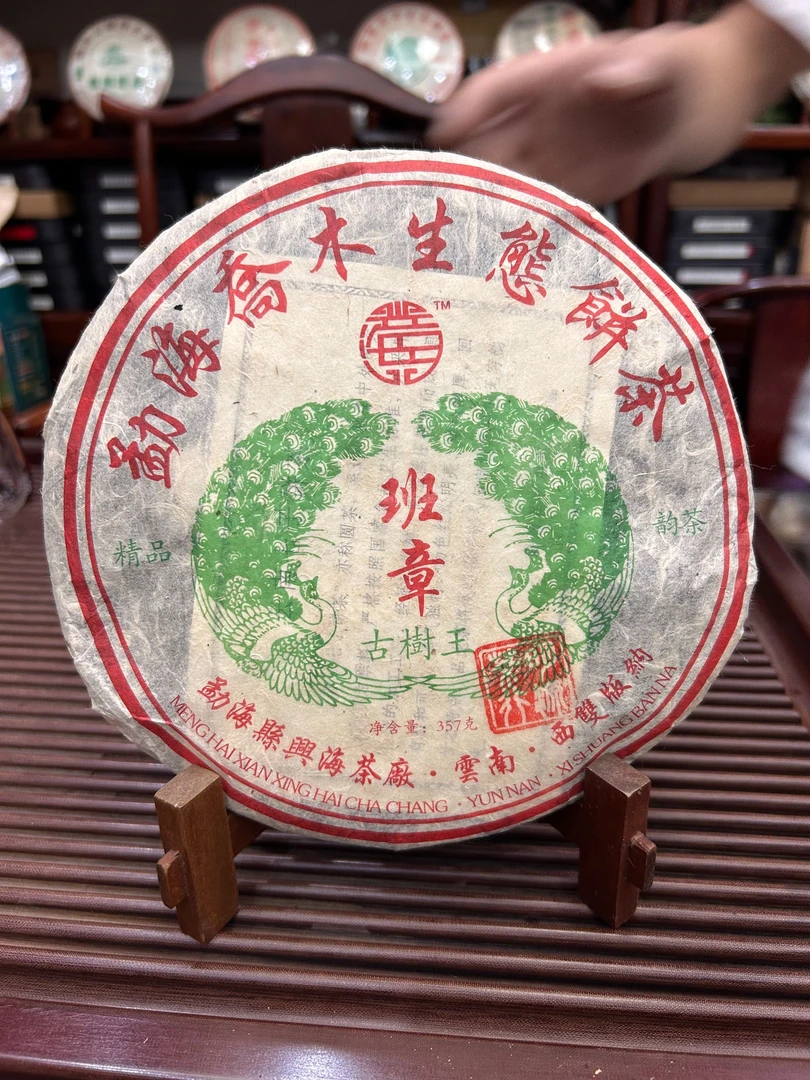 勐海喬木生態餅茶
TM
班章
精品
韵茶
古樹王
净含量：357克
勐海縣興海茶廠·雲南·西雙版納
MENG HAI XIAN XING HAI CHA CHANG · YUN NAN · XI SHUANG BAN NA